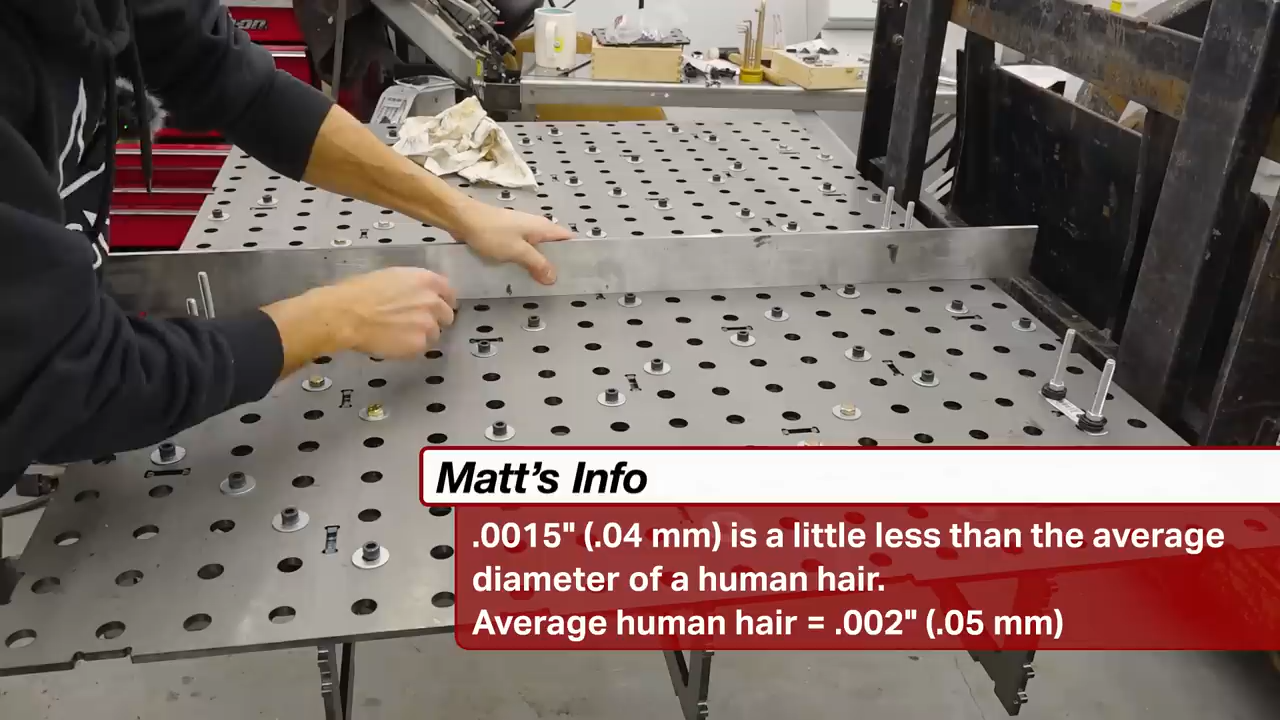 Matt's Info
.0015" (.04 mm) is a little less than the average
diameter of a human hair.
Average human hair = .002" (.05 mm)